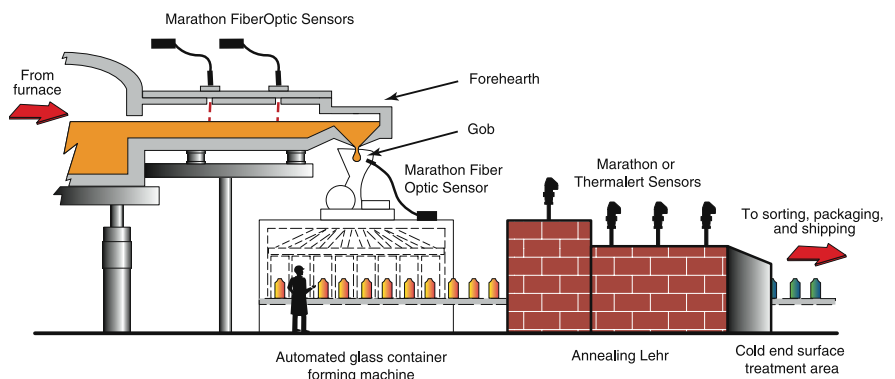 Marathon FiberOptic Sensors
From
furnace
Forehearth
Gob
Marathon Fiber
Optic Sensor
Marathon or
Thermalert Sensors
To sorting, packaging,
and shipping
Automated glass container
forming machine
Annealing Lehr
Cold end surface
treatment area